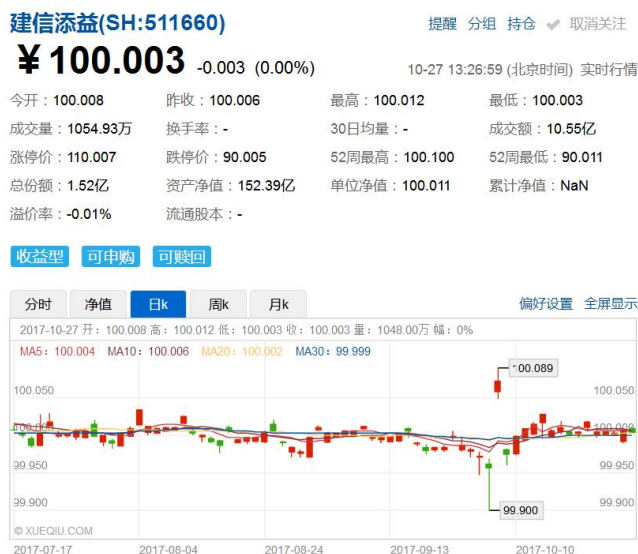 建信添益(SH:511660)
提醒 分组 持仓 取消关注
¥100.003 -0.003 (0.00%)
10-27 13:26:59 (北京时间) 实时行情
今开：100.008 昨收：100.006 最高：100.012 最低：100.003
成交量：1054.93万 换手率：- 30日均量：- 成交额：10.55亿
涨停价：110.007 跌停价：90.005 52周最高：100.100 52周最低：90.011
总份额：1.52亿 资产净值：152.39亿 单位净值：100.011 累计净值：NaN
溢价率：-0.01% 流通股本：-
收益型 可申购 可赎回
分时 净值 日k 周k 月k 偏好设置 全屏显示
2017-10-27 开：100.008 高：100.012 低：100.003 收：100.003 量：1048.00万 幅：0%
MA5：100.004 MA10：100.006 MA20：100.002 MA30：99.999
100.089
100.050 100.050
100.000 100.000
99.950 99.950
99.900 99.900 99.900
© XUEQIU.COM
2017-07-17 2017-08-04 2017-08-24 2017-09-13 2017-10-10